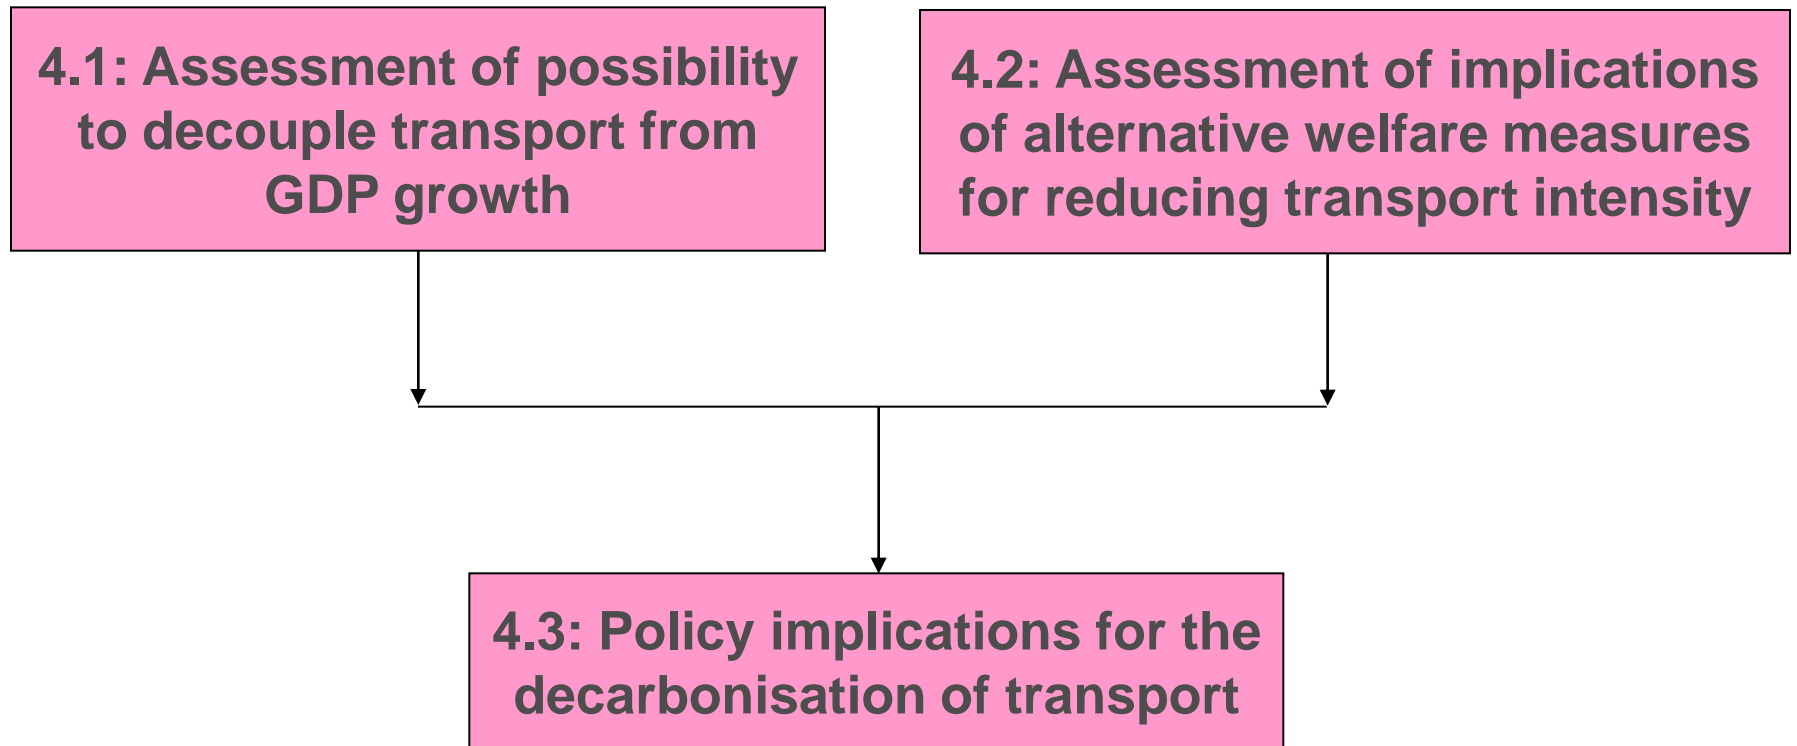 4.1: Assessment of possibility
to decouple transport from
GDP growth
4.2: Assessment of implications
of alternative welfare measures
for reducing transport intensity
4.3: Policy implications for the
decarbonisation of transport